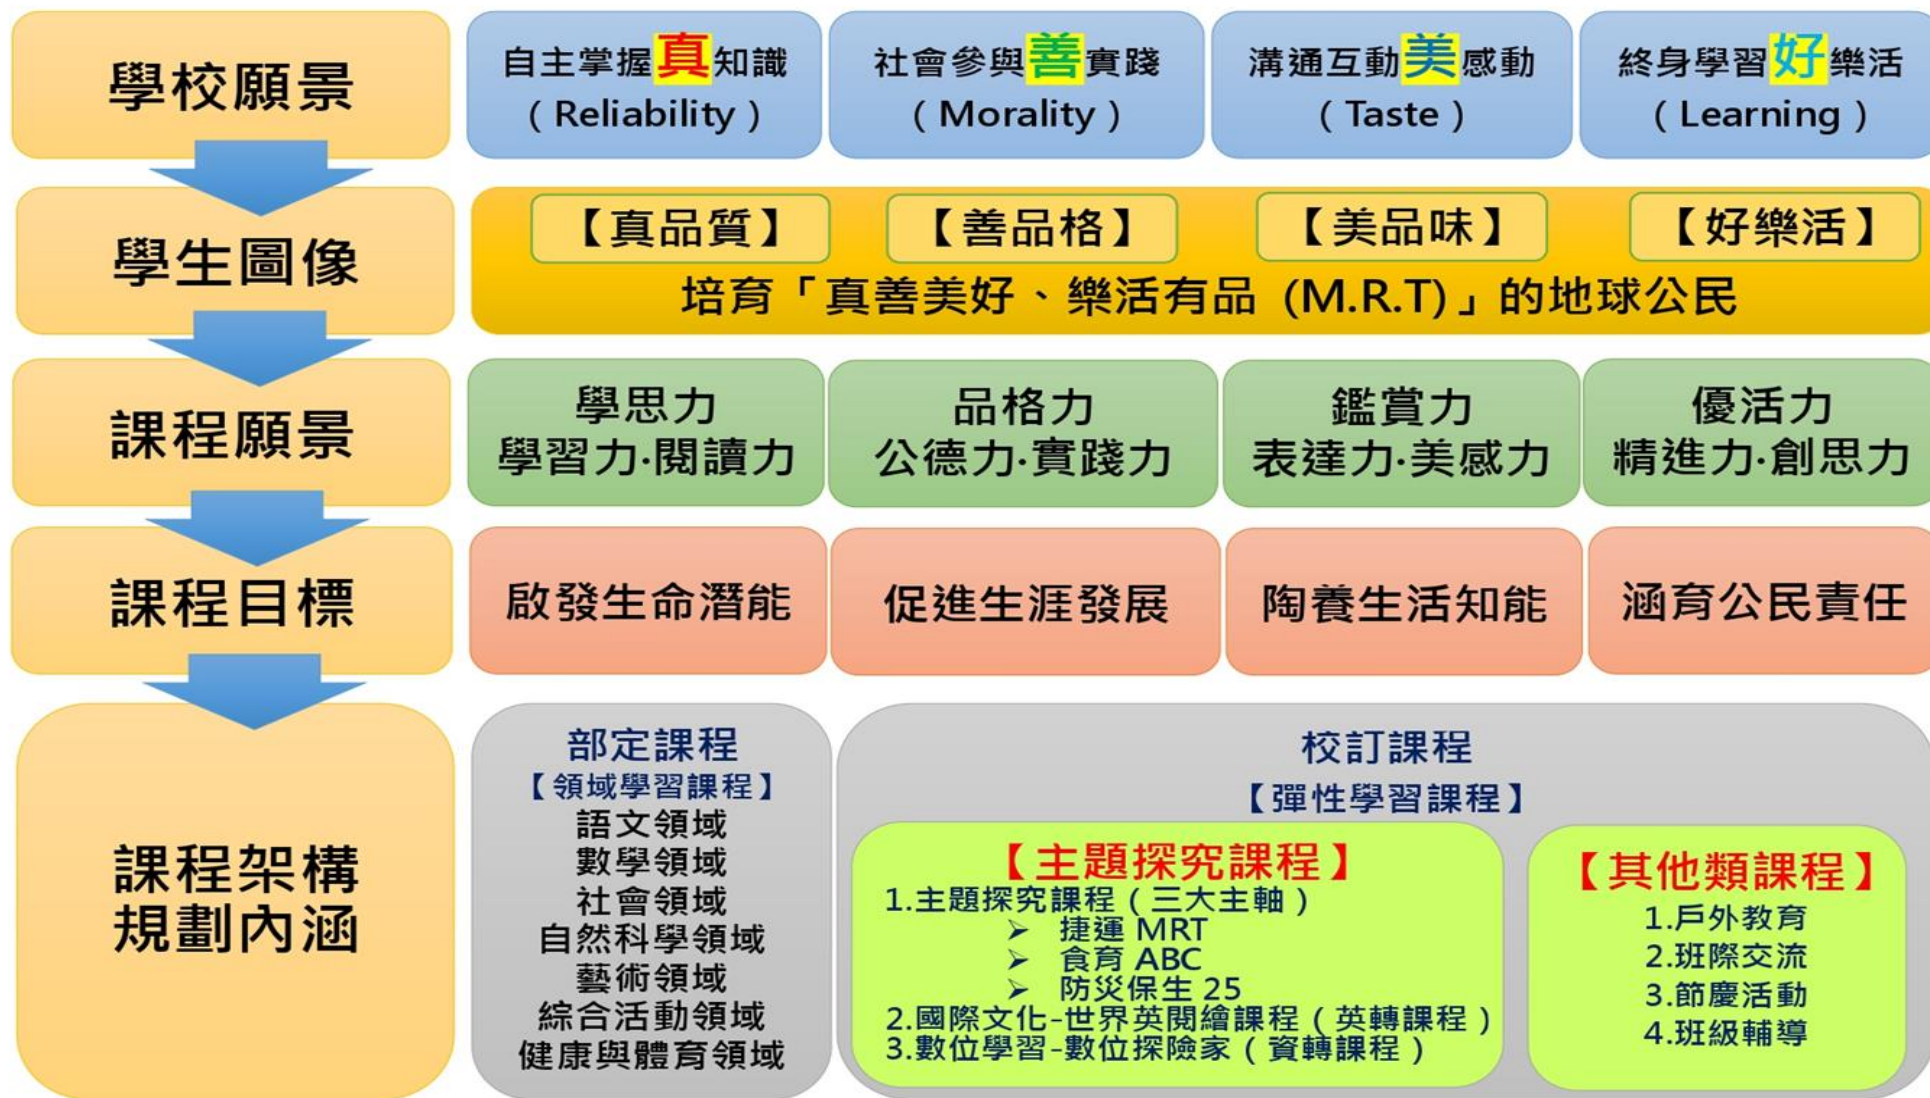 學校願景
自主掌握真知識
（Reliability）
社會參與善實踐
（Morality）
溝通互動美感動
（Taste）
終身學習好樂活
（Learning）
學生圖像
【真品質】
【善品格】
【美品味】
【好樂活】
培育「真善美好、樂活有品 (M.R.T)」的地球公民
課程願景
學思力
學習力‧閱讀力
品格力
公德力‧實踐力
鑑賞力
表達力‧美感力
優活力
精進力‧創思力
課程目標
啟發生命潛能
促進生涯發展
陶養生活知能
涵育公民責任
課程架構
規劃內涵
部定課程
【領域學習課程】
語文領域
數學領域
社會領域
自然科學領域
藝術領域
綜合活動領域
健康與體育領域
校訂課程
【彈性學習課程】
【主題探究課程】
1.主題探究課程（三大主軸）
➢ 捷運 MRT
➢ 食育 ABC
➢ 防災保生 25
2.國際文化-世界英閱繪課程（英轉課程）
3.數位學習-數位探險家（資轉課程）
【其他類課程】
1.戶外教育
2.班際交流
3.節慶活動
4.班級輔導